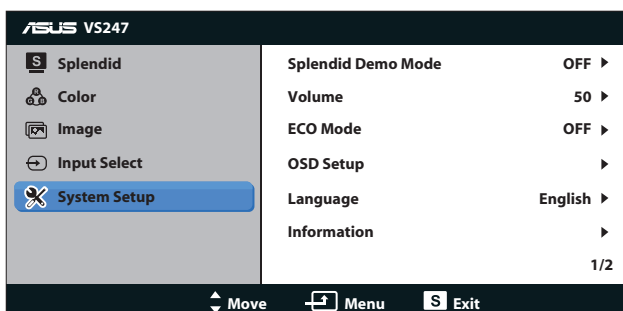 ASUS VS247
S Splendid
Color
Image
Input Select
System Setup
Splendid Demo Mode OFF
Volume 50
ECO Mode OFF
OSD Setup
Language English
Information
1/2
Move Menu S Exit